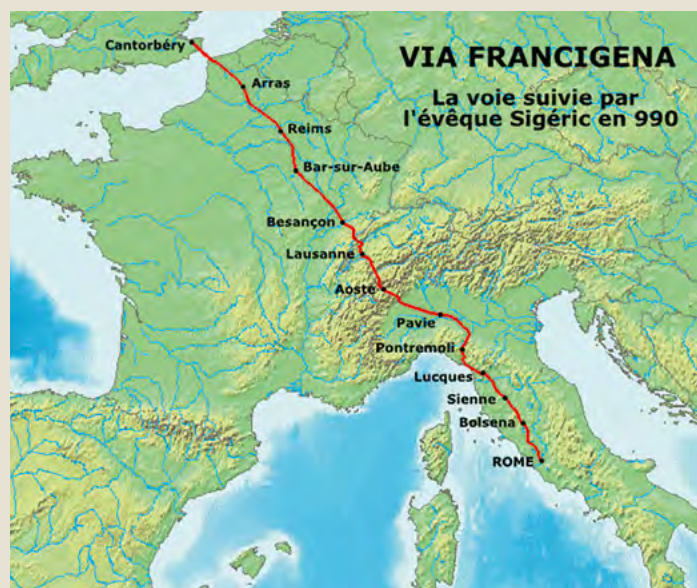 VIA FRANCIGENA
La voie suivie par
l'évêque Sigéric en 990
Cantorbéry
Arras
Reims
Bar-sur-Aube
Besançon
Lausanne
Aoste
Pavie
Pontremoli
Lucques
Sienne
Bolsena
ROME